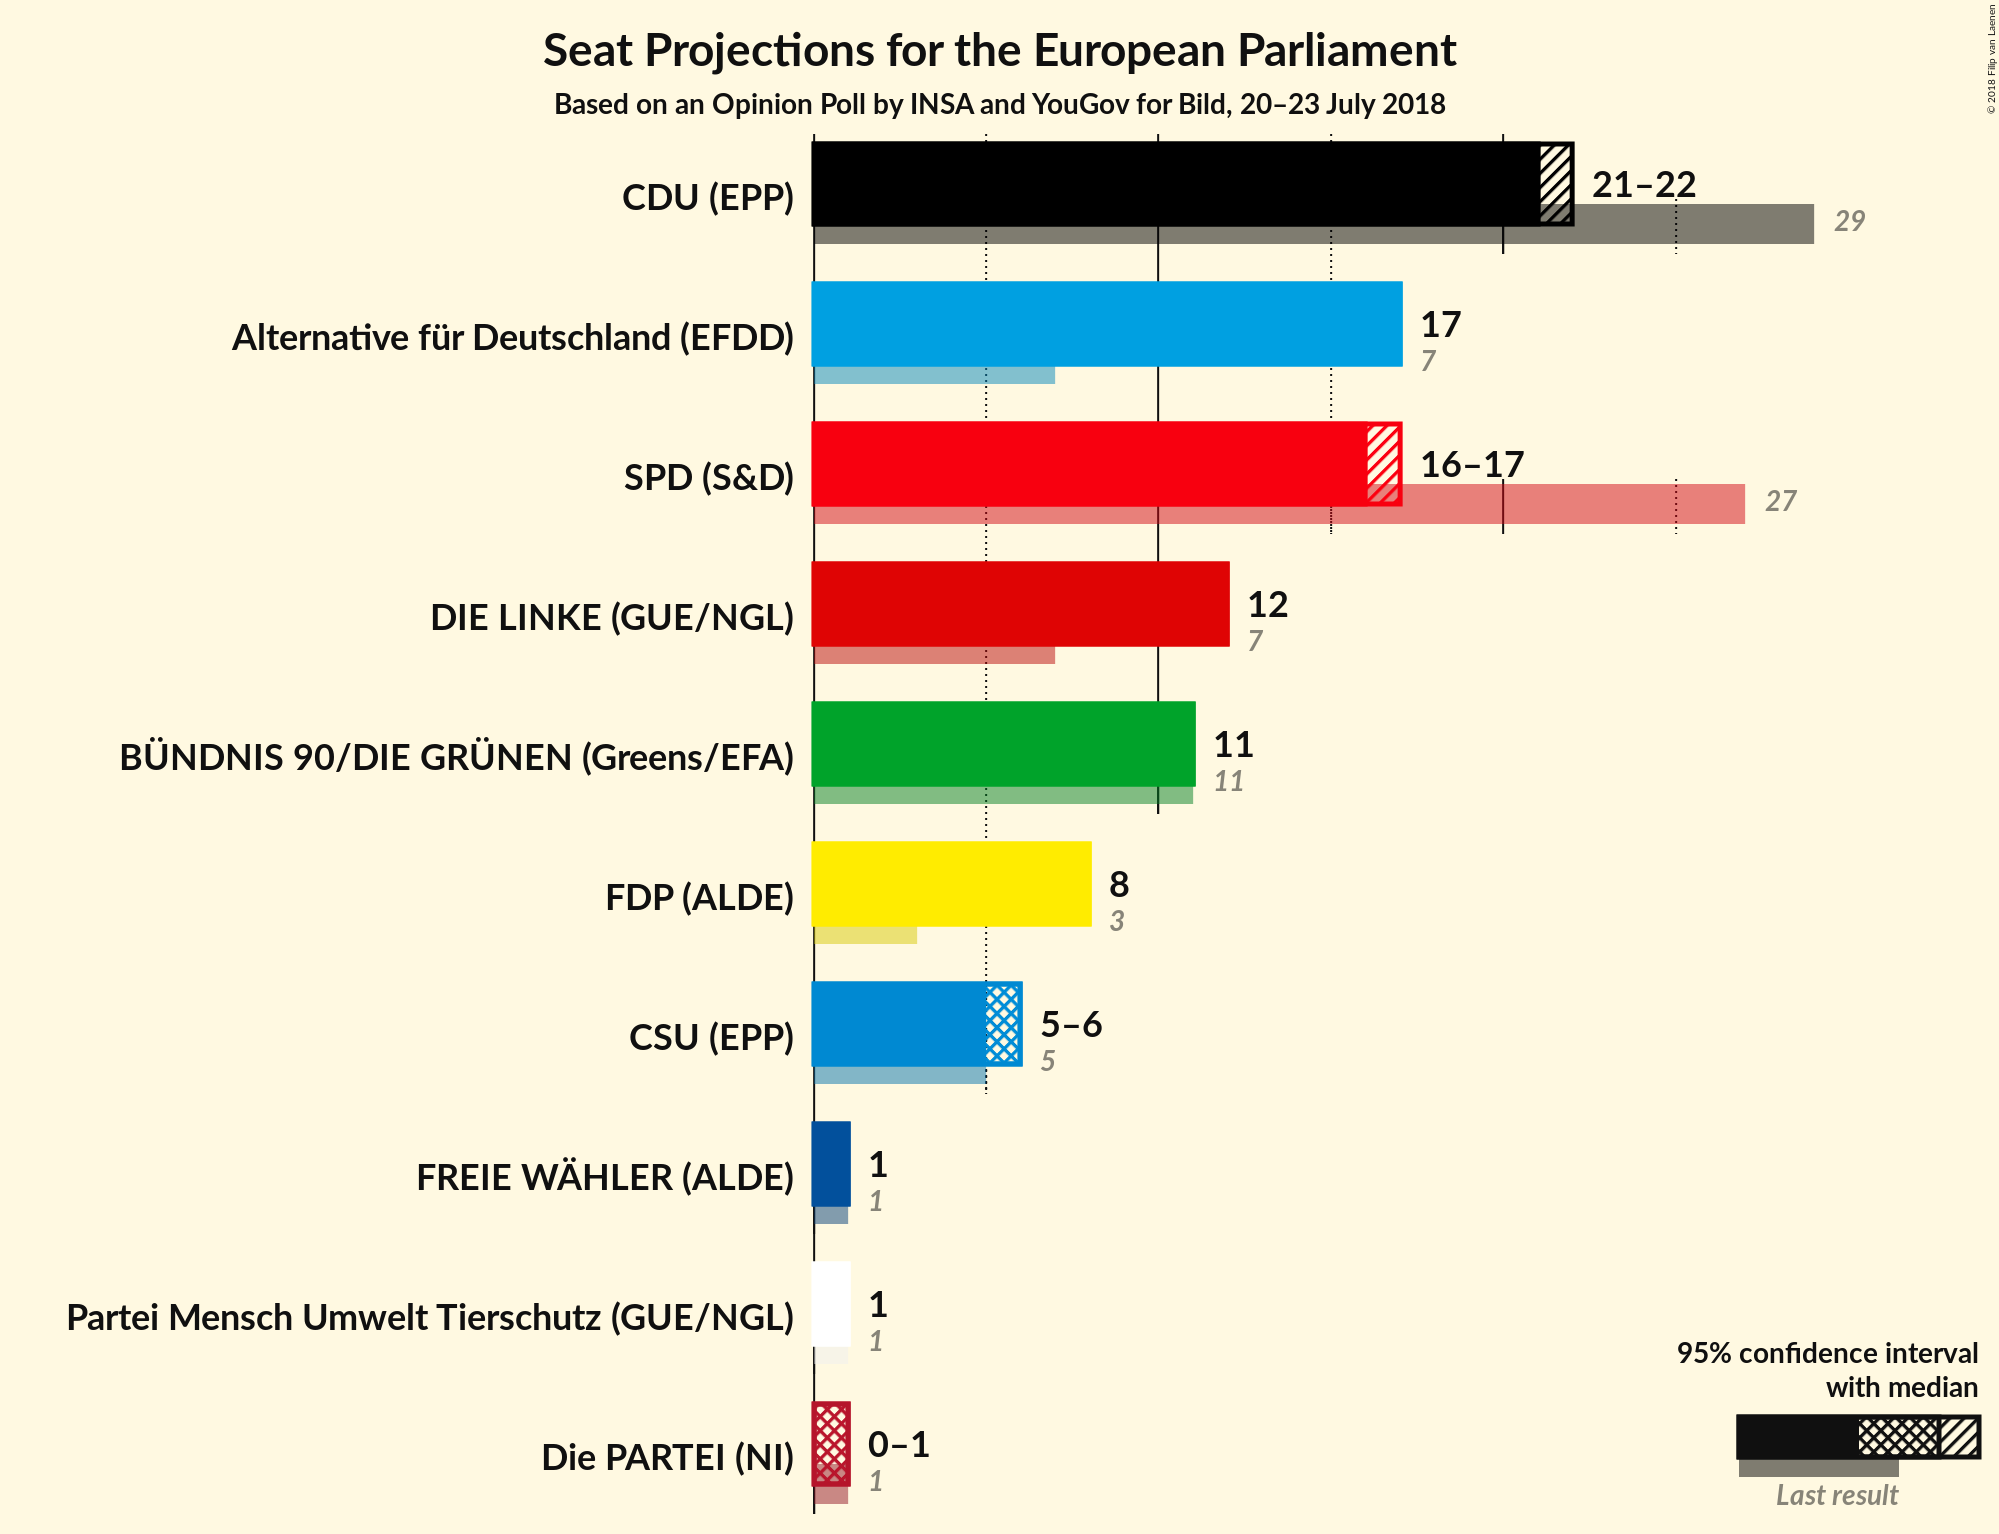 Seat Projections for the European Parliament
Based on an Opinion Poll by INSA and YouGov for Bild, 20–23 July 2018
© 2018 Filip van Laenen
CDU (EPP)
21–22
29
Alternative für Deutschland (EFDD)
17
7
SPD (S&D)
16–17
27
DIE LINKE (GUE/NGL)
12
7
BÜNDNIS 90/DIE GRÜNEN (Greens/EFA)
11
11
FDP (ALDE)
8
3
CSU (EPP)
5–6
5
FREIE WÄHLER (ALDE)
1
1
Partei Mensch Umwelt Tierschutz (GUE/NGL)
1
1
Die PARTEI (NI)
0–1
1
95% confidence interval
with median
Last result